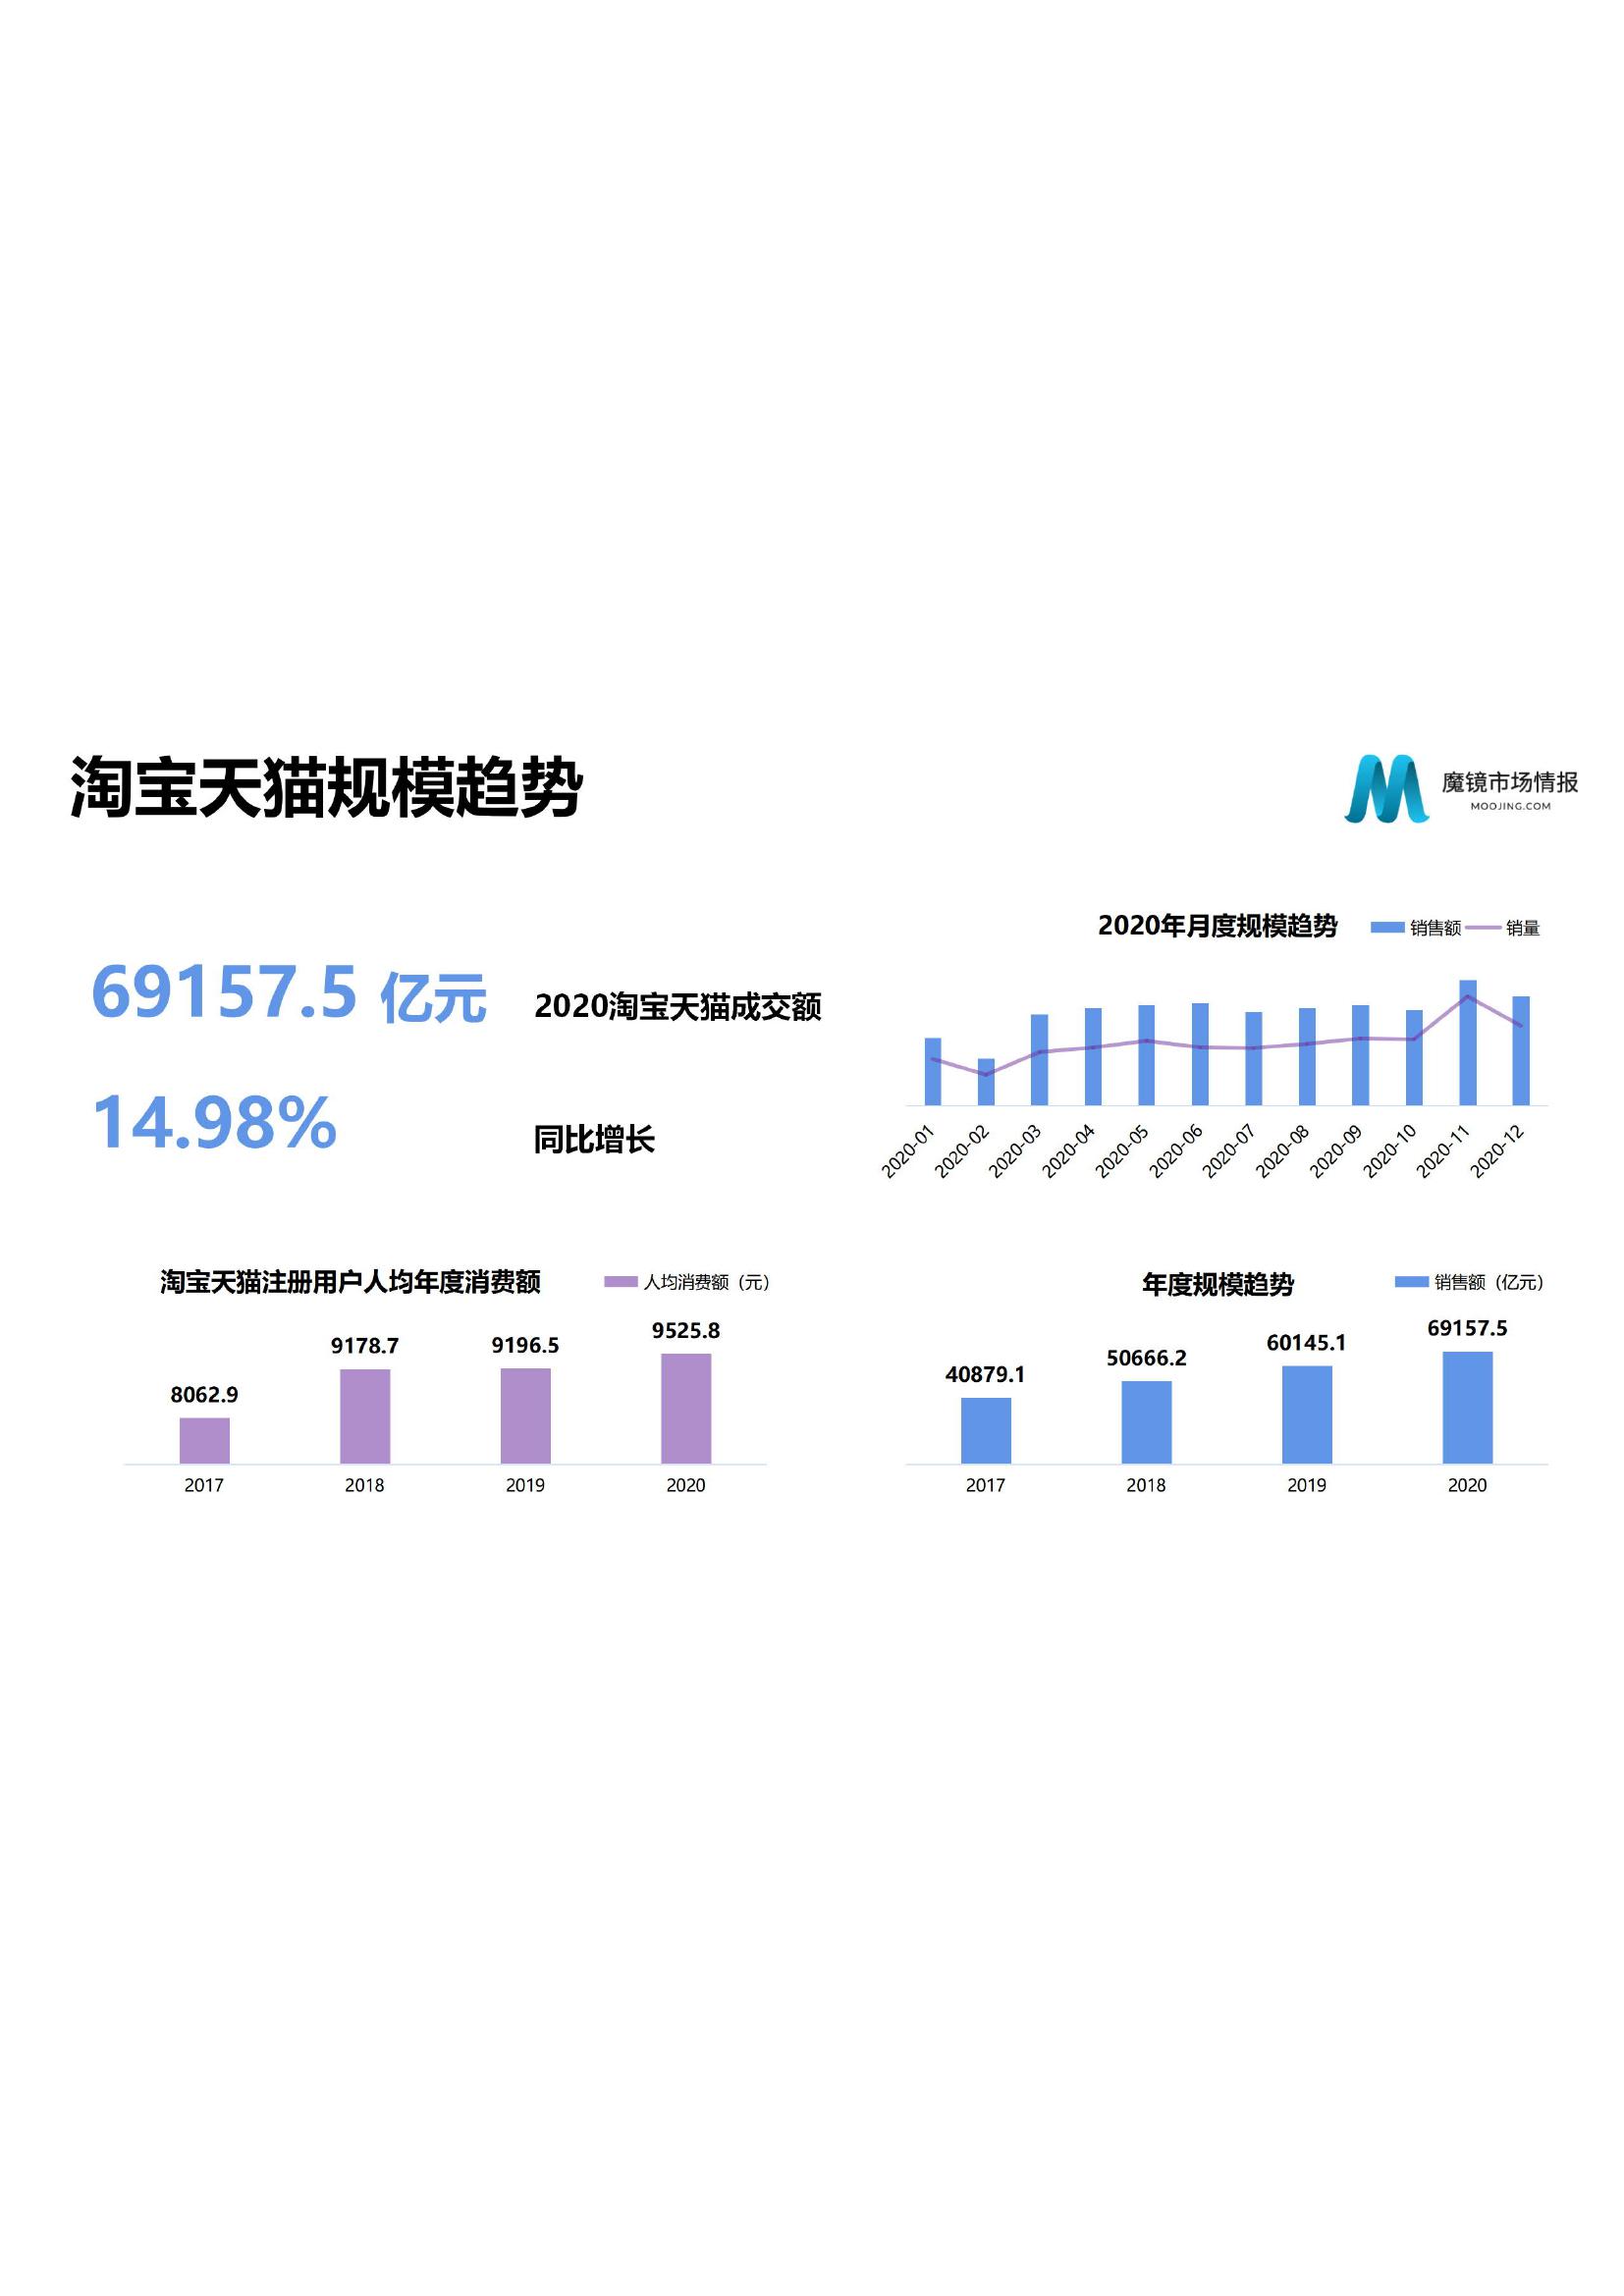 淘宝天猫规模趋势
魔镜市场情报
MOOJING.COM
69157.5 亿元
2020淘宝天猫成交额
14.98%
同比增长
2020年月度规模趋势
销售额
销量
2020-01
2020-02
2020-03
2020-04
2020-05
2020-06
2020-07
2020-08
2020-09
2020-10
2020-11
2020-12
淘宝天猫注册用户人均年度消费额
人均消费额（元）
8062.9
9178.7
9196.5
9525.8
2017
2018
2019
2020
年度规模趋势
销售额（亿元）
40879.1
50666.2
60145.1
69157.5
2017
2018
2019
2020